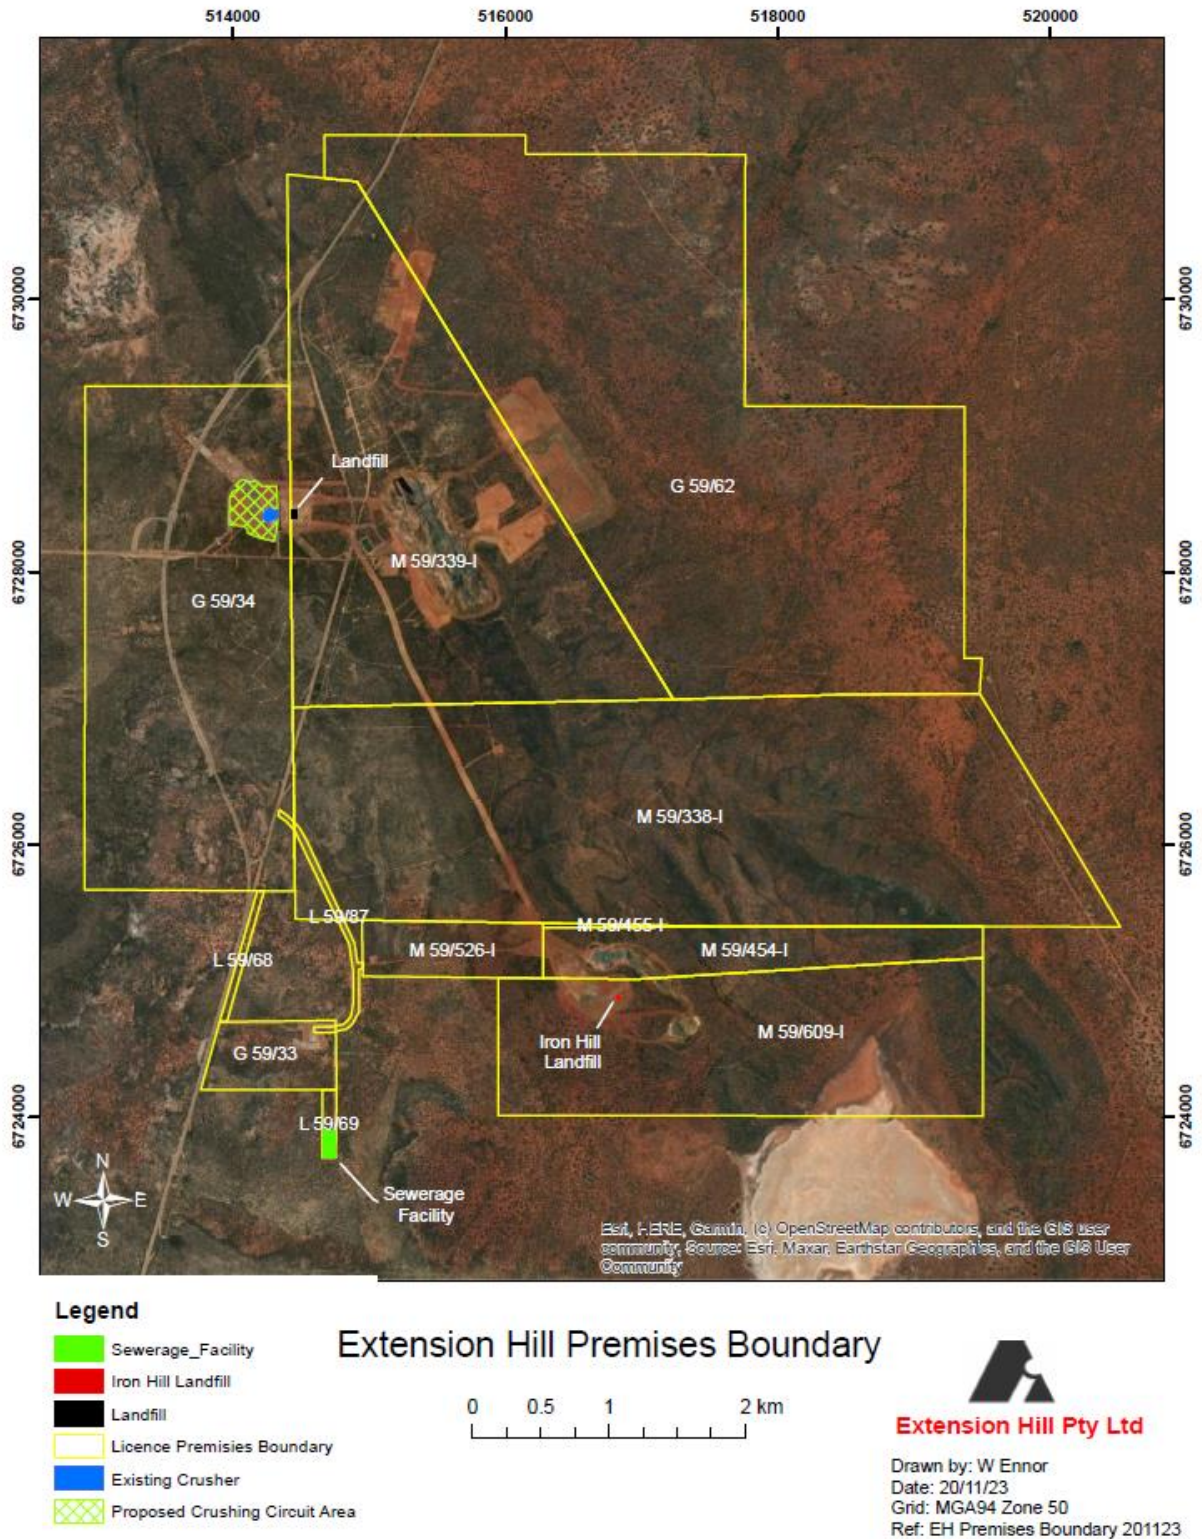 514000 516000 518000 520000
6730000 6730000
Landfill
G 59/62
M 59/339-I
6728000 6728000
G 59/34
M 59/338-I
6726000 6726000
L 59/87
M 59/455-I
M 59/526-I
M 59/454-I
L 59/68
M 59/609-I
Iron Hill
Landfill
G 59/33
6724000 6724000
L 59/69
N
W E
S
Sewerage
Facility
Esri, HERE, Garmin, (c) OpenStreetMap contributors, and the GIS user
community, Source: Esri, Maxar, Earthstar Geographics, and the GIS User
Community
Legend
Sewerage_Facility
Iron Hill Landfill
Landfill
Licence Premisies Boundary
Existing Crusher
Proposed Crushing Circuit Area
Extension Hill Premises Boundary
0 0.5 1 2 km
Extension Hill Pty Ltd
Drawn by: W Ennor
Date: 20/11/23
Grid: MGA94 Zone 50
Ref: EH Premises Boundary 201123